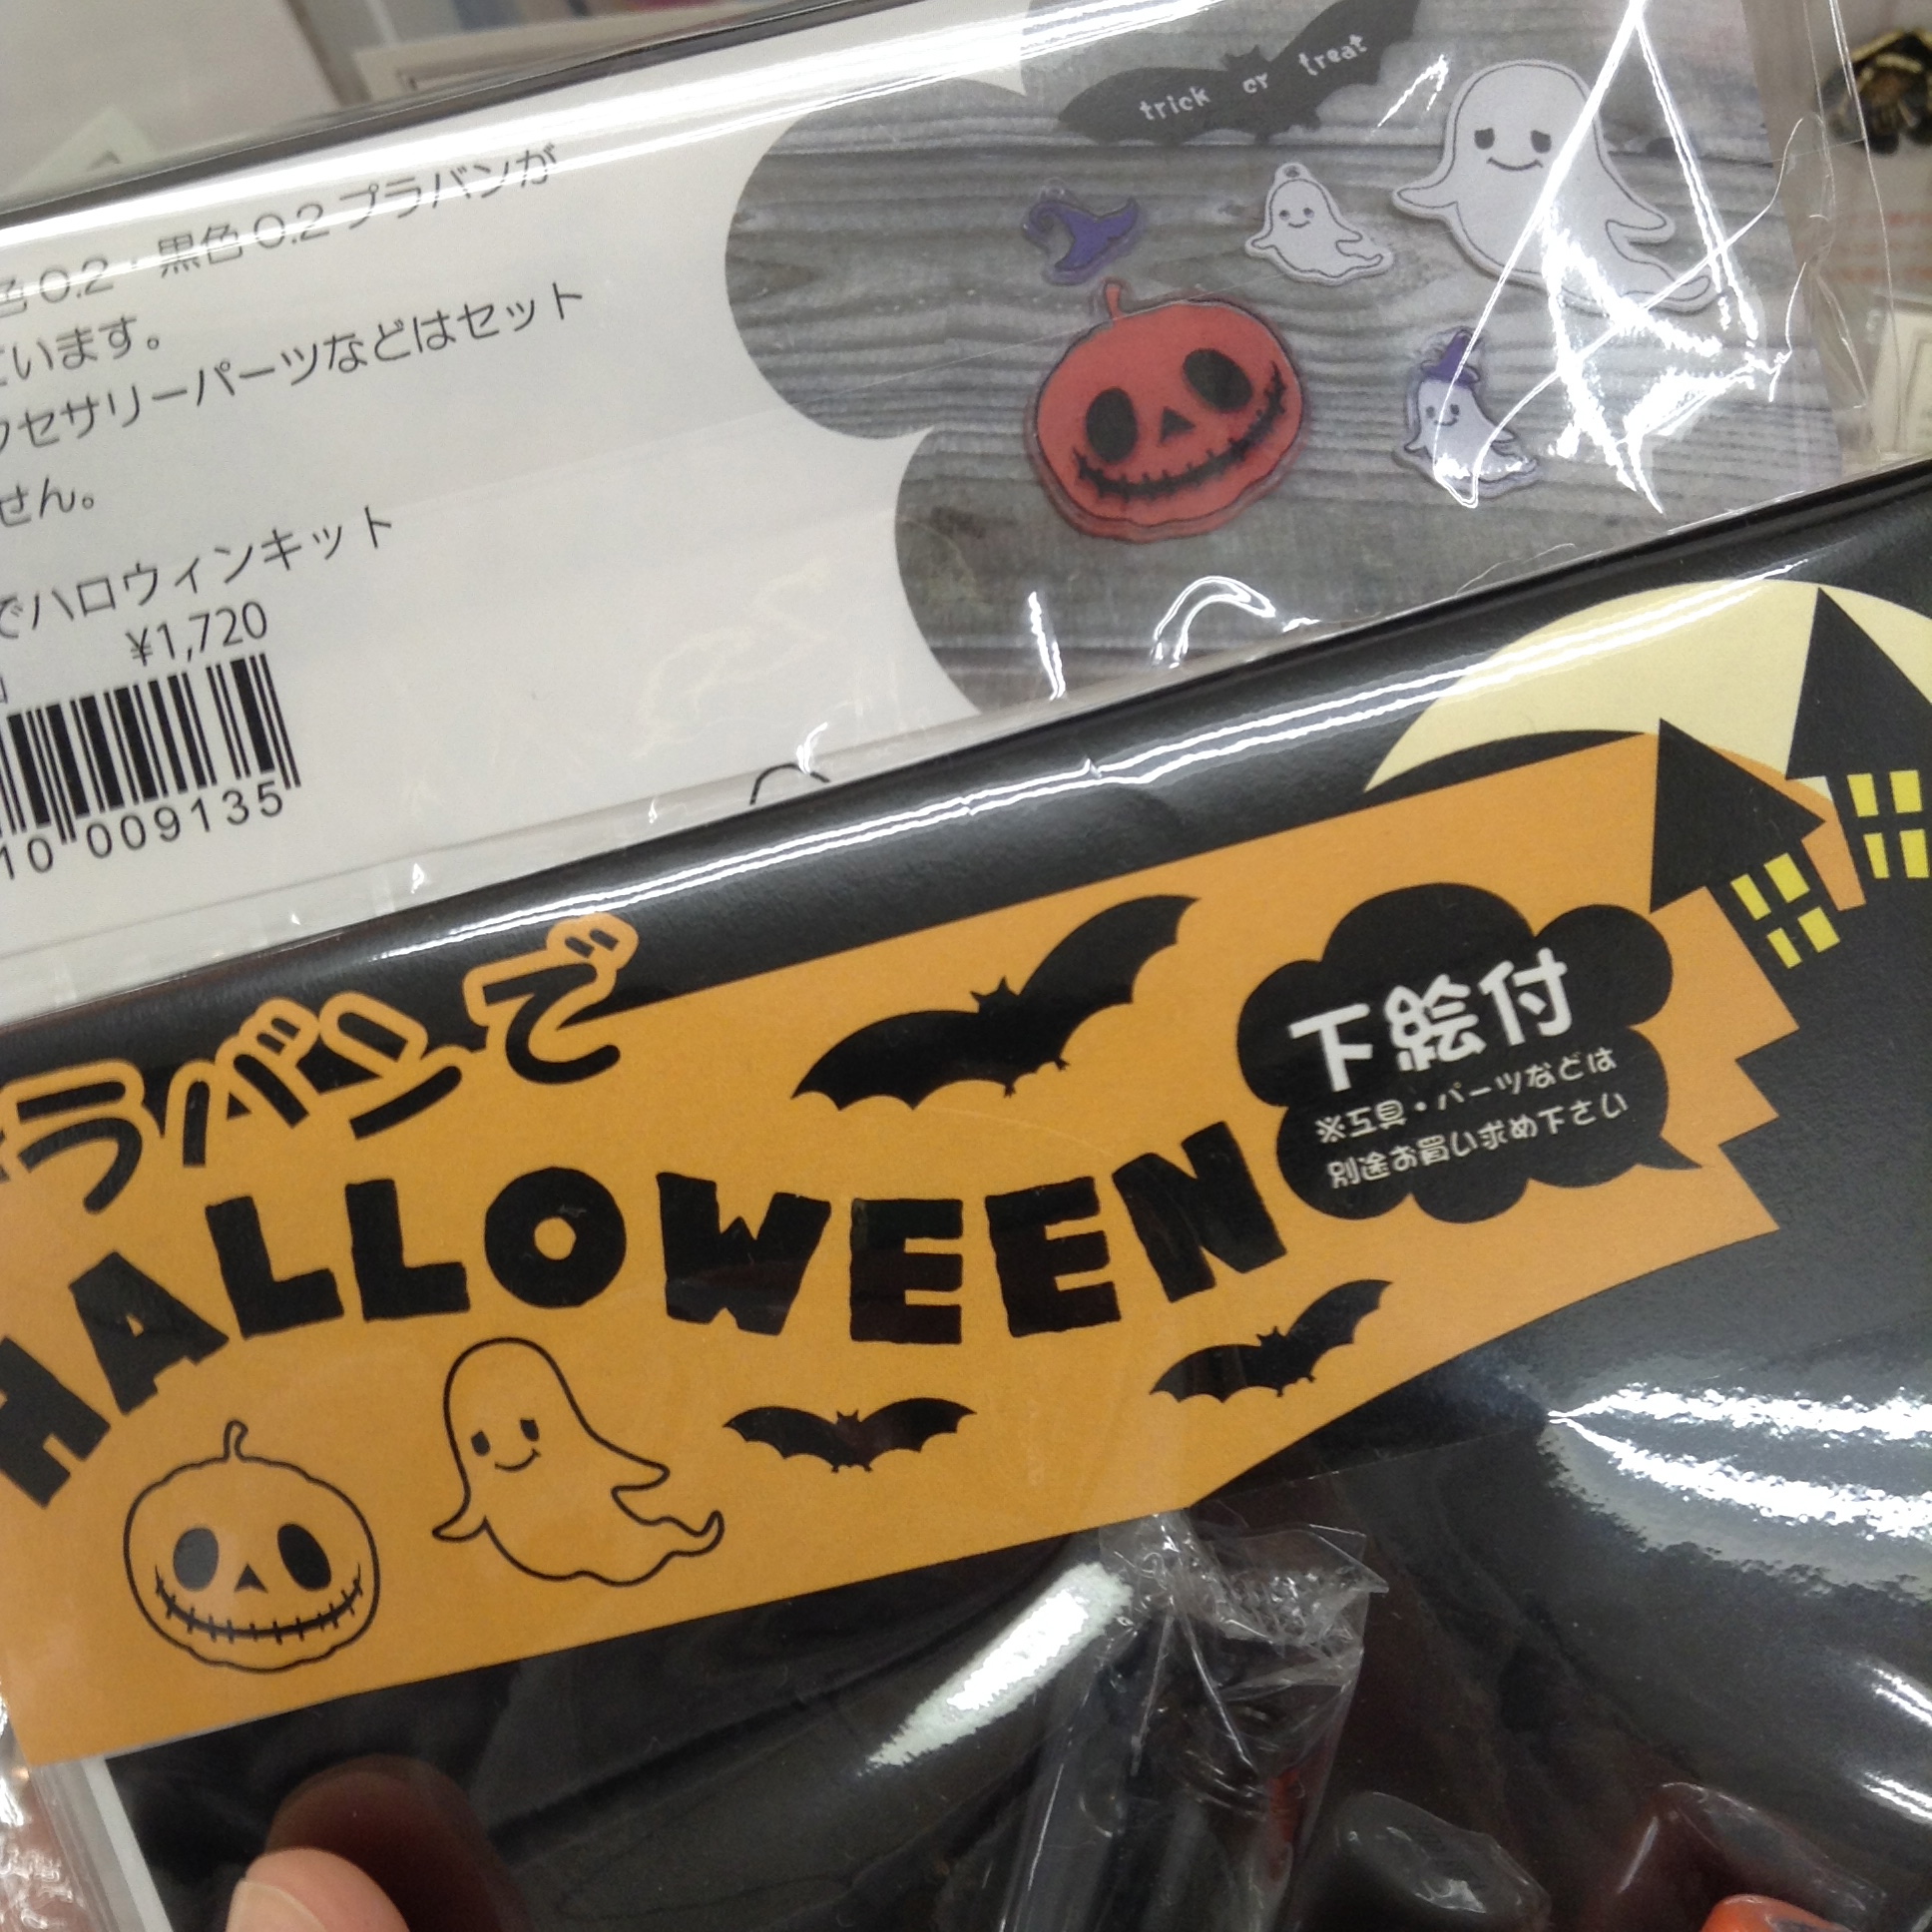 trick or treat
色0.2・黒色0.2プラバンが
います。
クセサリーパーツなどはセット
せん。
でハロウィンキット
¥1,720
10 009135
ラバンで
HALLOWEEN
下絵付
※工具・パーツなどは
別途お買い求め下さい